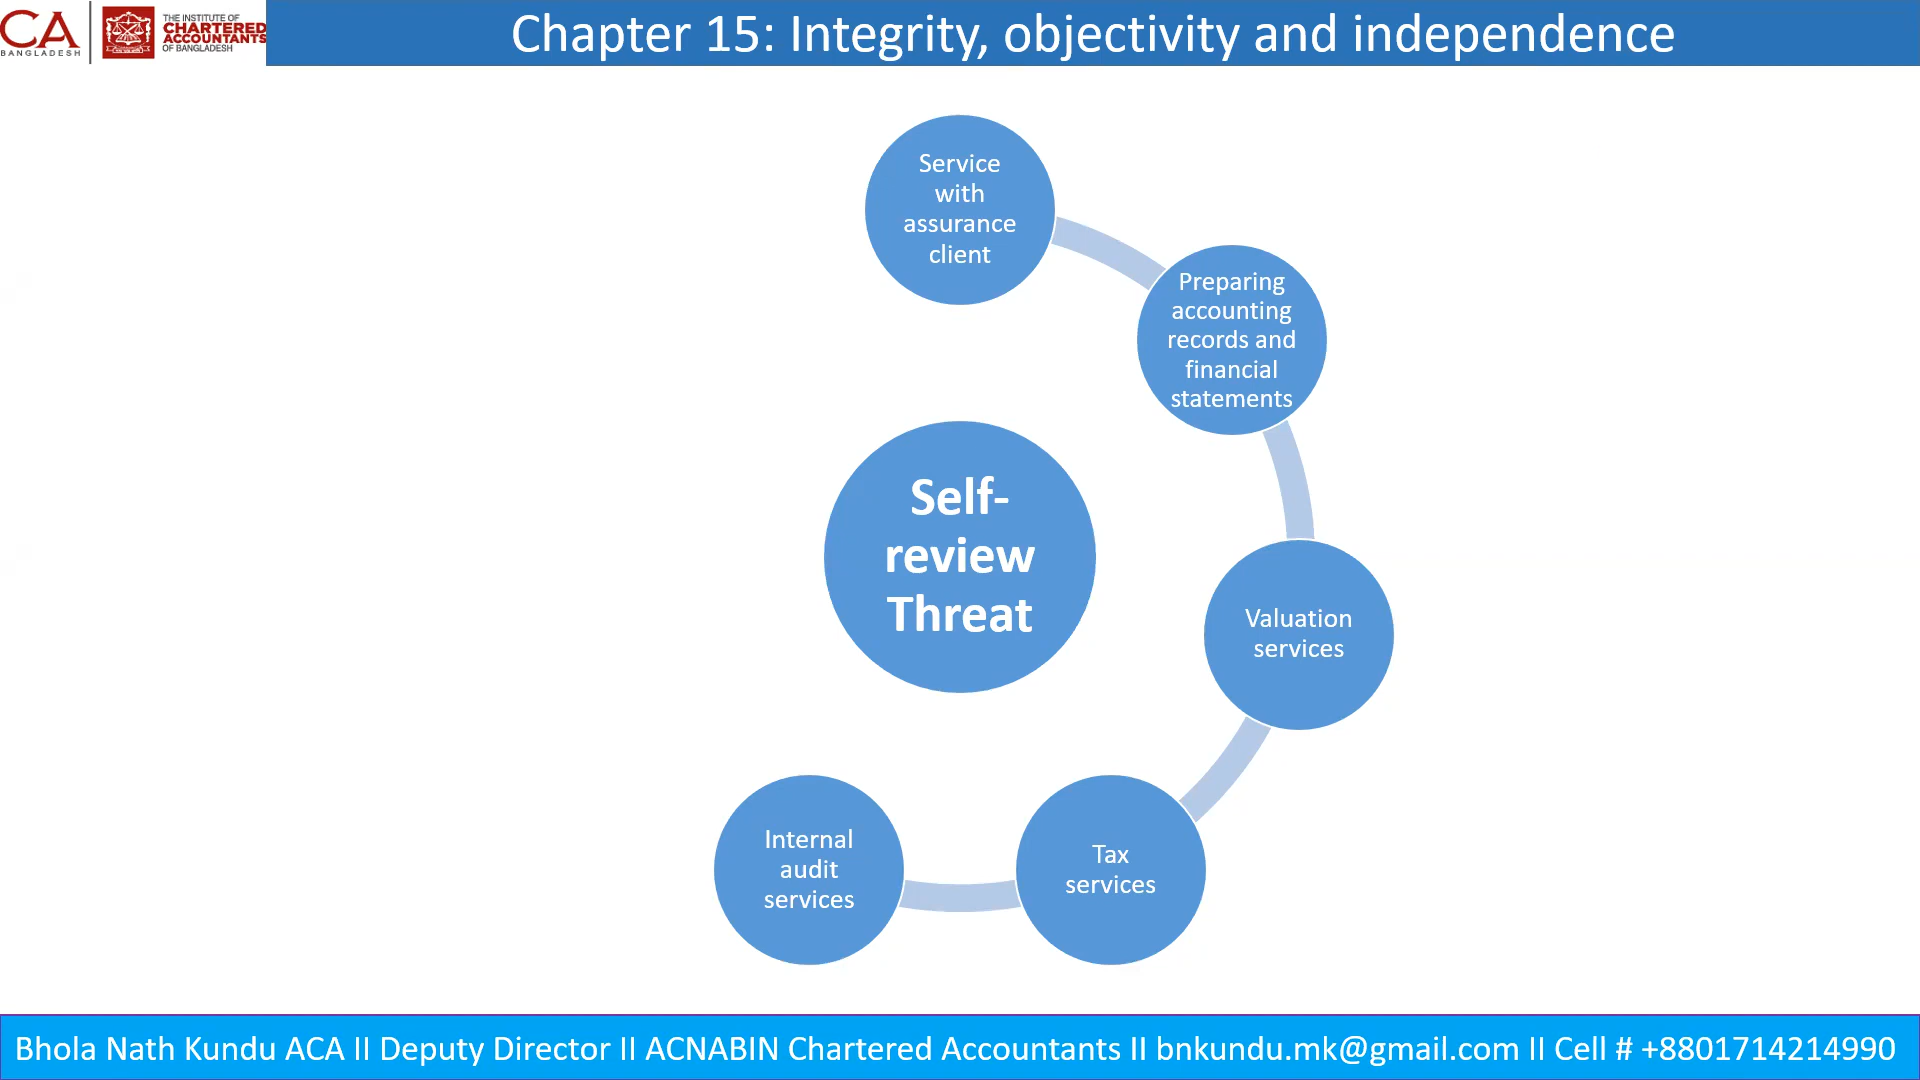 CA
BANGLADESH
THE INSTITUTE OF
CHARTERED
ACCOUNTANTS
OF BANGLADESH
Chapter 15: Integrity, objectivity and independence
Service
with
assurance
client
Preparing
accounting
records and
financial
statements
Self-
review
Threat
Valuation
services
Tax
services
Internal
audit
services
Bhola Nath Kundu ACA II Deputy Director II ACNABIN Chartered Accountants II bnkundu.mk@gmail.com II Cell # +8801714214990